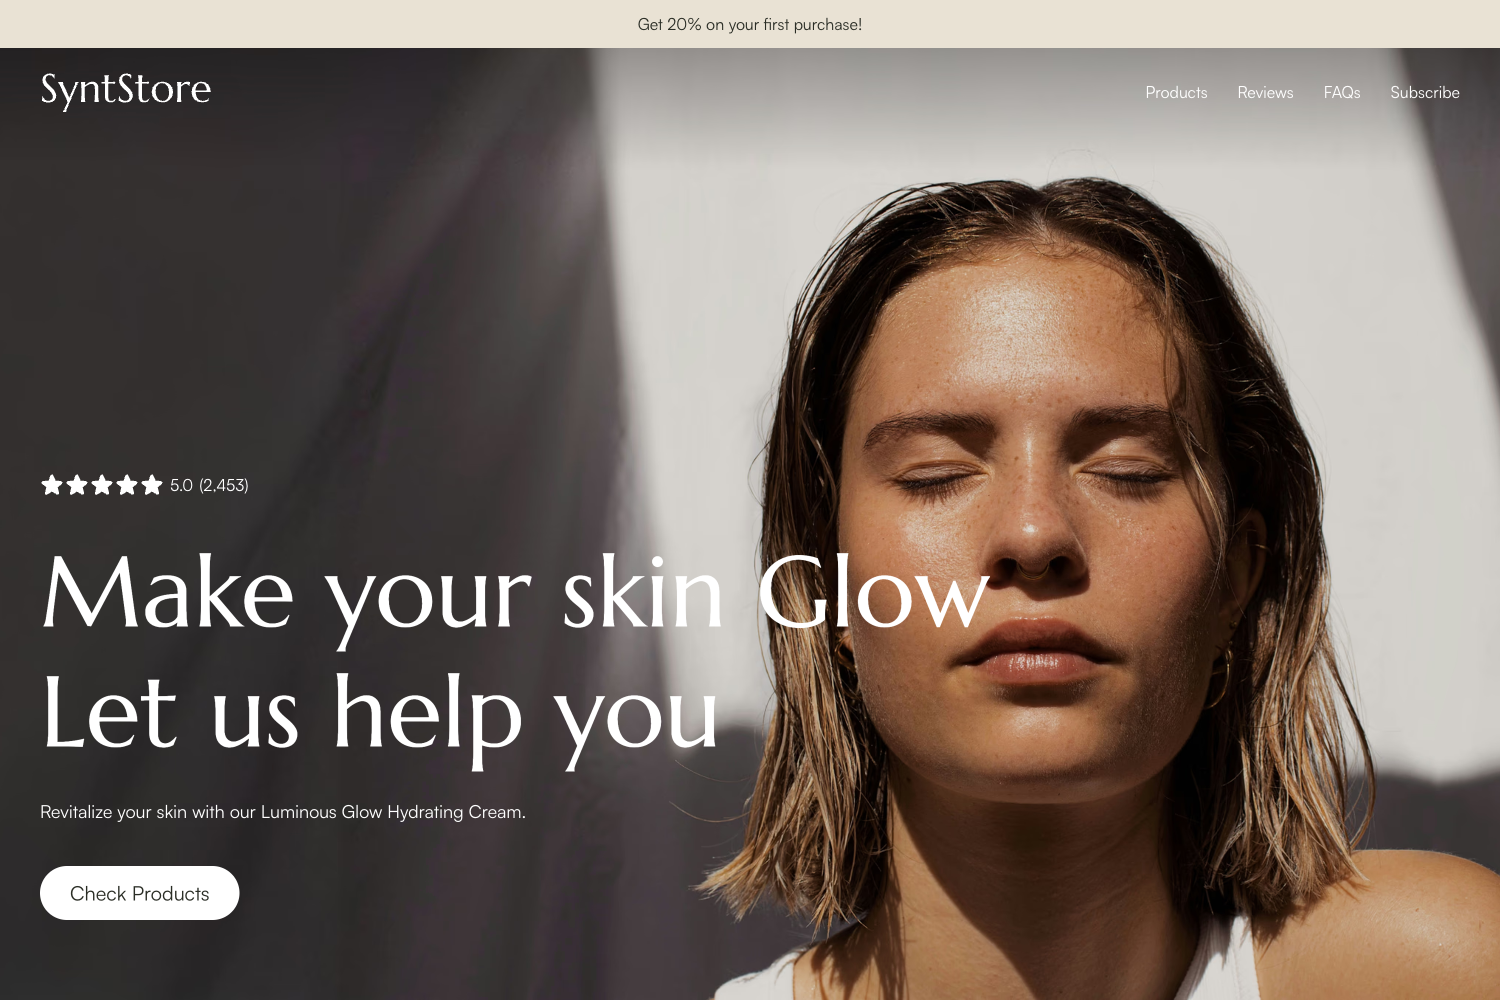 Get 20% on your first purchase!
SyntStore
Products Reviews FAQs Subscribe
5.0 (2,453)
Make your skin Glow
Let us help you
Revitalize your skin with our Luminous Glow Hydrating Cream.
Check Products